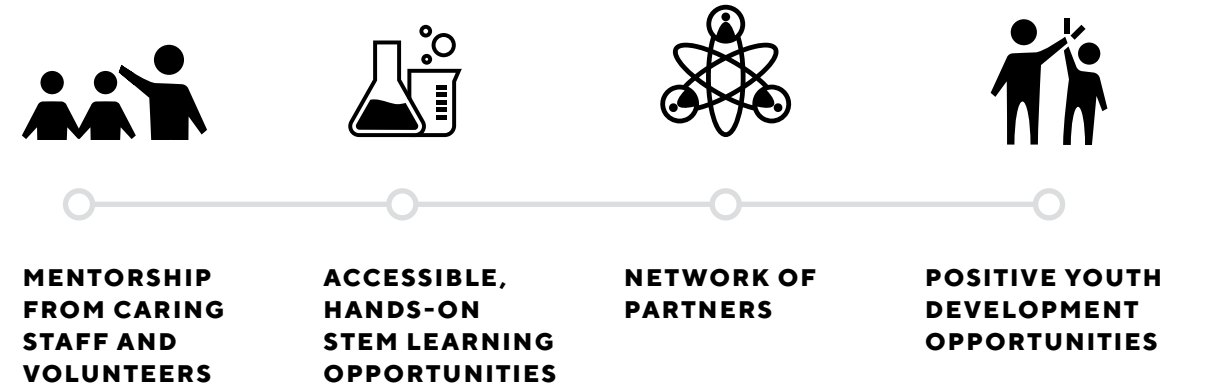 MENTORSHIP
FROM CARING
STAFF AND
VOLUNTEERS
ACCESSIBLE,
HANDS-ON
STEM LEARNING
OPPORTUNITIES
NETWORK OF
PARTNERS
POSITIVE YOUTH
DEVELOPMENT
OPPORTUNITIES